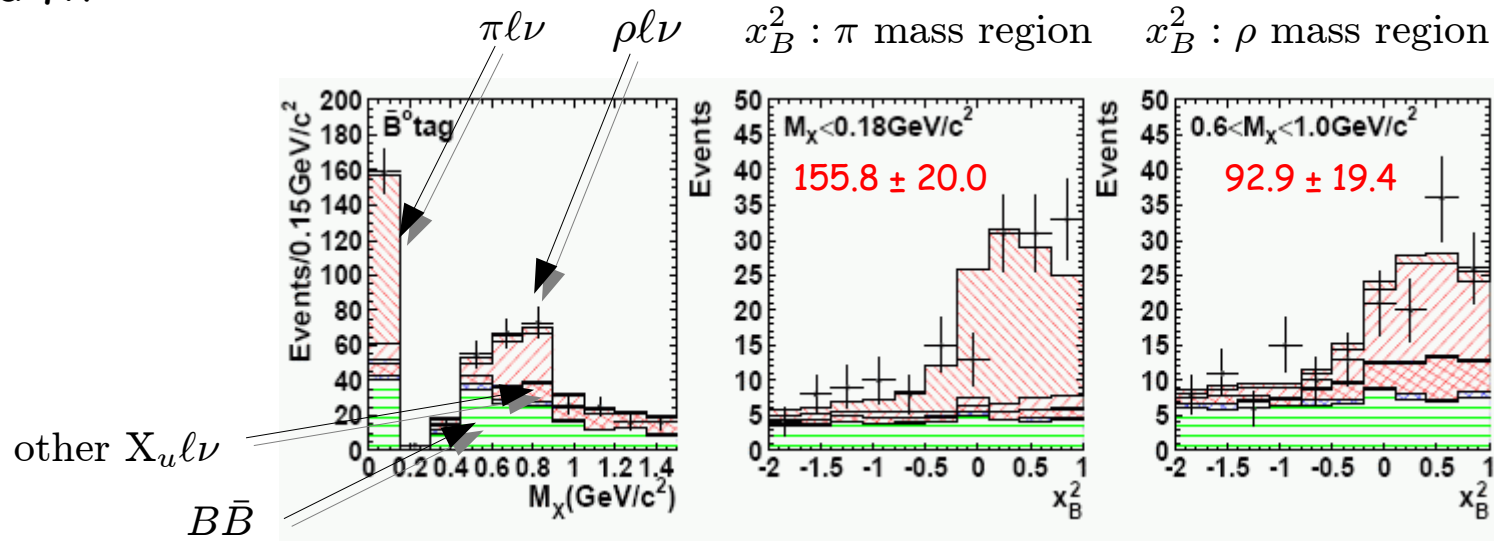 πℓν
ρℓν
x_B^2 : π mass region
x_B^2 : ρ mass region
Events/0.15GeV/c²
200
180
160
140
120
100
80
60
40
20
0
B̄°tag
0 0.2 0.4 0.6 0.8 1 1.2 1.4
M_X(GeV/c²)
Events
50
45
40
35
30
25
20
15
10
5
0
M_X<0.18GeV/c²
155.8 ± 20.0
-2 -1.5 -1 -0.5 0 0.5 1
x_B^2
Events
50
45
40
35
30
25
20
15
10
5
0
0.6<M_X<1.0GeV/c²
92.9 ± 19.4
-2 -1.5 -1 -0.5 0 0.5 1
x_B^2
other X_uℓν
BB̄